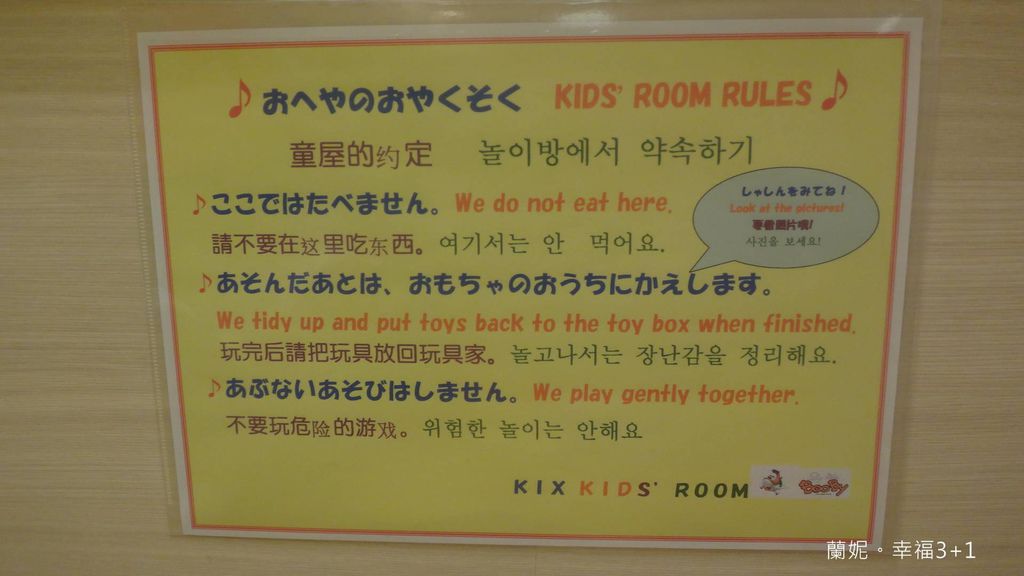 おへやのおやくそく KIDS' ROOM RULES
童屋的约定 놀이방에서 약속하기
ここではたべません。We do not eat here.
請不要在这里吃东西。여기서는 안 먹어요.
しゃしんをみてね！
Look at the pictures!
사진을 보세요!
あそんだあとは、おもちゃのおうちにかえします。
We tidy up and put toys back to the toy box when finished.
玩完后請把玩具放回玩具家。놀고나서는 장난감을 정리해요.
あぶないあそびはしません。We play gently together.
不要玩危险的游戏。위험한 놀이는 안해요
KIX KIDS' ROOM
蘭妮。幸福3+1